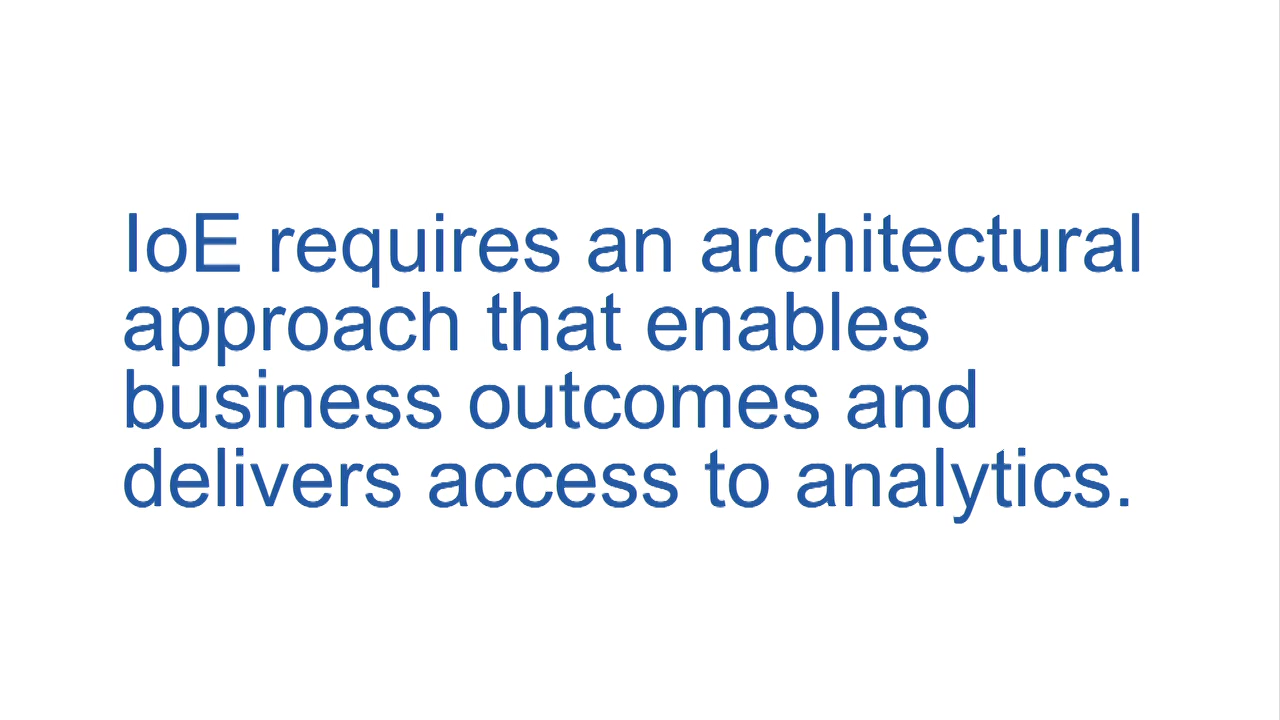 IoE requires an architectural
approach that enables
business outcomes and
delivers access to analytics.